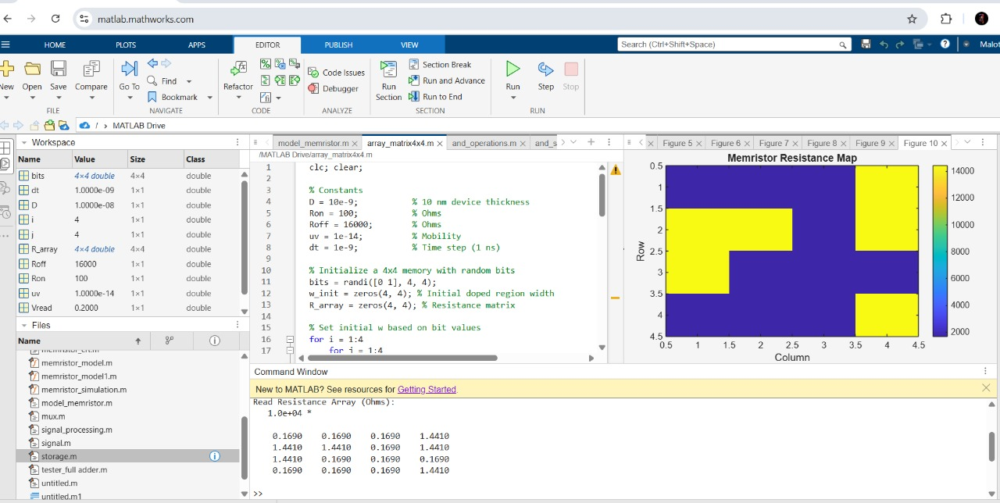 matlab.mathworks.com
HOME PLOTS APPS EDITOR PUBLISH VIEW Search (Ctrl+Shift+Space) Malot
New Open Save Compare Go To Find Bookmark Refactor Code Issues Debugger Run Section Section Break Run and Advance Run to End Run Step Stop
FILE NAVIGATE CODE ANALYZE SECTION RUN
/ › MATLAB Drive
Workspace
Name Value Size Class
bits 4×4 double 4×4 double
dt 1.0000e-09 1×1 double
D 1.0000e-08 1×1 double
i 4 1×1 double
j 4 1×1 double
R_array 4×4 double 4×4 double
Roff 16000 1×1 double
Ron 100 1×1 double
uv 1.0000e-14 1×1 double
Vread 0.2000 1×1 double
Files
Name
memristor_crt.m
memristor_model.m
memristor_model1.m
memristor_simulation.m
model_memristor.m
mux.m
signal_processing.m
signal.m
storage.m
tester_full adder.m
untitled.m
untitled.m1
model_memristor.m array_matrix4x4.m and_operations.m and_s
/MATLAB Drive/array_matrix4x4.m
1 clc; clear;
2
3 % Constants
4 D = 10e-9; % 10 nm device thickness
5 Ron = 100; % Ohms
6 Roff = 16000; % Ohms
7 uv = 1e-14; % Mobility
8 dt = 1e-9; % Time step (1 ns)
9
10 % Initialize a 4x4 memory with random bits
11 bits = randi([0 1], 4, 4);
12 w_init = zeros(4, 4); % Initial doped region width
13 R_array = zeros(4, 4); % Resistance matrix
14
15 % Set initial w based on bit values
16 for i = 1:4
17 for j = 1:4
Figure 5 Figure 6 Figure 7 Figure 8 Figure 9 Figure 10
Memristor Resistance Map
Row
0.5
1
1.5
2
2.5
3
3.5
4
4.5
0.5 1 1.5 2 2.5 3 3.5 4 4.5
Column
14000
12000
10000
8000
6000
4000
2000
Command Window
New to MATLAB? See resources for Getting Started.
Read Resistance Array (Ohms):
1.0e+04 *
0.1690 0.1690 0.1690 1.4410
1.4410 1.4410 0.1690 1.4410
1.4410 0.1690 0.1690 0.1690
0.1690 0.1690 0.1690 1.4410
>>